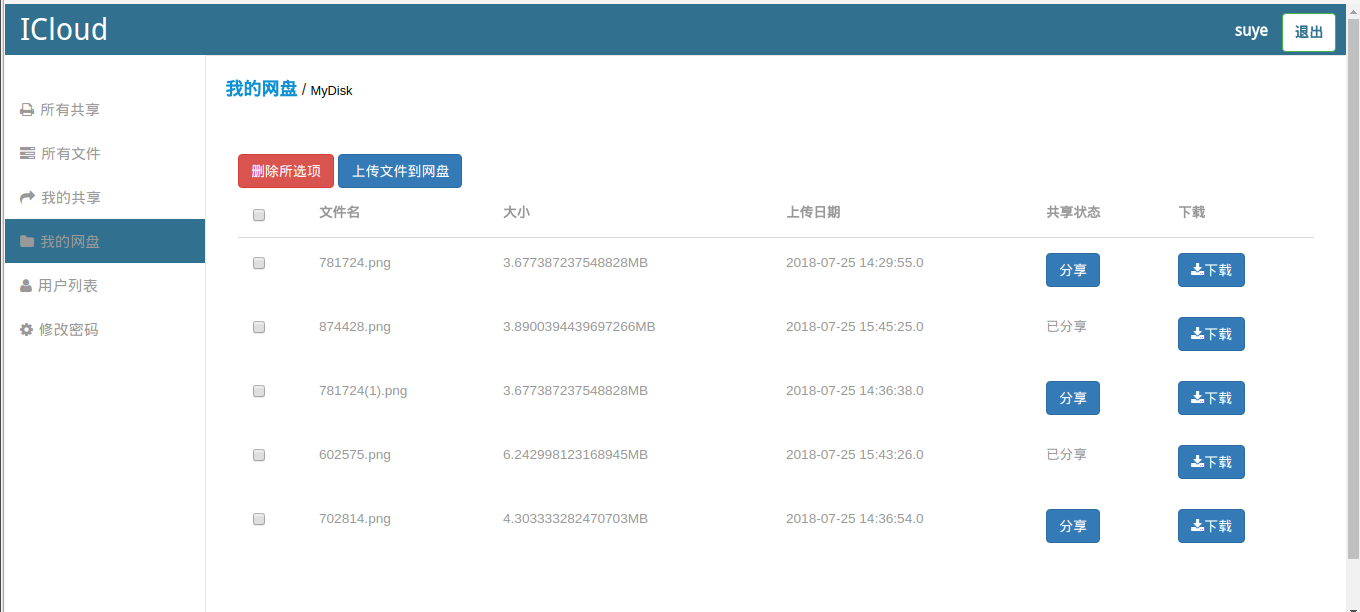 ICloud
suye 退出
所有共享
所有文件
我的共享
我的网盘
用户列表
修改密码
我的网盘 / MyDisk
删除所选项 上传文件到网盘
文件名 大小 上传日期 共享状态 下载
781724.png 3.677387237548828MB 2018-07-25 14:29:55.0 分享 下载
874428.png 3.8900394439697266MB 2018-07-25 15:45:25.0 已分享 下载
781724(1).png 3.677387237548828MB 2018-07-25 14:36:38.0 分享 下载
602575.png 6.242998123168945MB 2018-07-25 15:43:26.0 已分享 下载
702814.png 4.303333282470703MB 2018-07-25 14:36:54.0 分享 下载